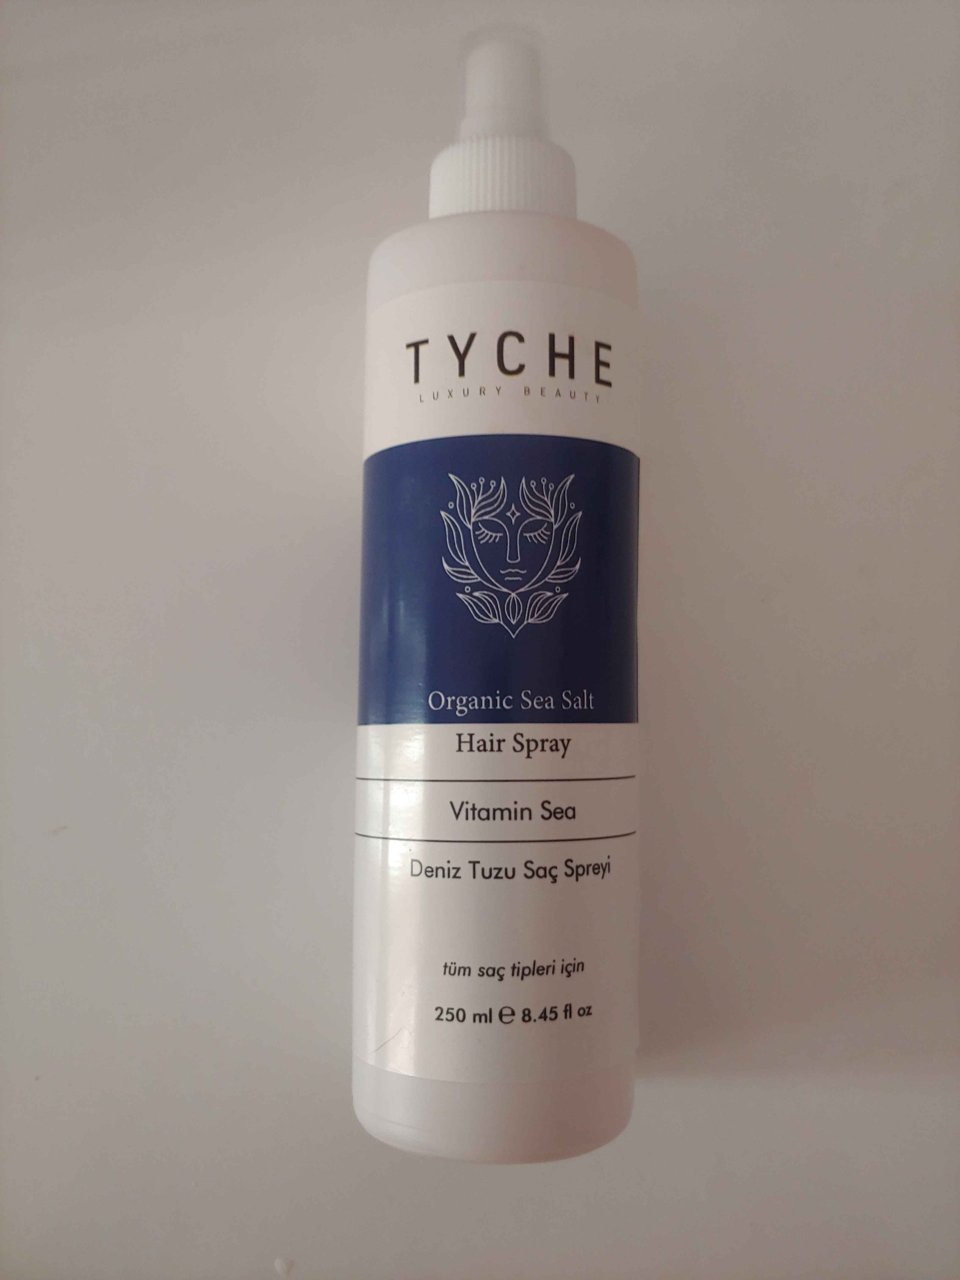 TYCHE
LUXURY BEAUTY
Organic Sea Salt
Hair Spray
Vitamin Sea
Deniz Tuzu Saç Spreyi
tüm saç tipleri için
250 ml ℮ 8.45 fl oz